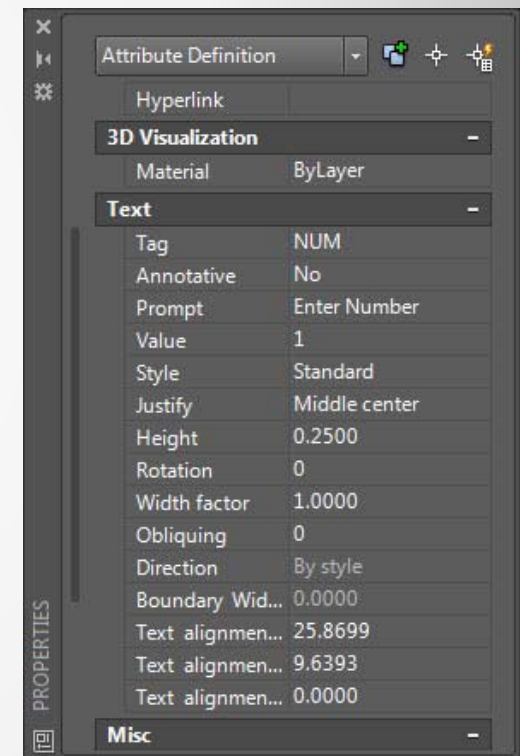 Attribute Definition
Hyperlink
3D Visualization
Material ByLayer
Text
Tag NUM
Annotative No
Prompt Enter Number
Value 1
Style Standard
Justify Middle center
Height 0.2500
Rotation 0
Width factor 1.0000
Obliquing 0
Direction By style
Boundary Wid... 0.0000
Text alignmen... 25.8699
Text alignmen... 9.6393
Text alignmen... 0.0000
Misc
PROPERTIES